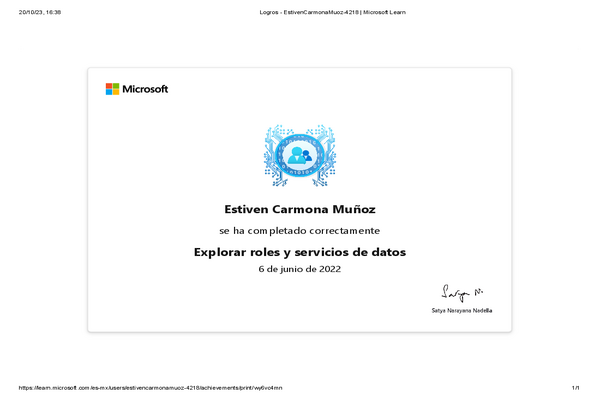 20/10/23, 16:38
Logros - EstivenCarmonaMuoz-4218 | Microsoft Learn
Microsoft
Estiven Carmona Muñoz
se ha completado correctamente
Explorar roles y servicios de datos
6 de junio de 2022
Satya N.
Satya Narayana Nadella
https://learn.microsoft.com/es-mx/users/estivencarmonamuoz-4218/achievements/print/wy6vc4mn
1/1